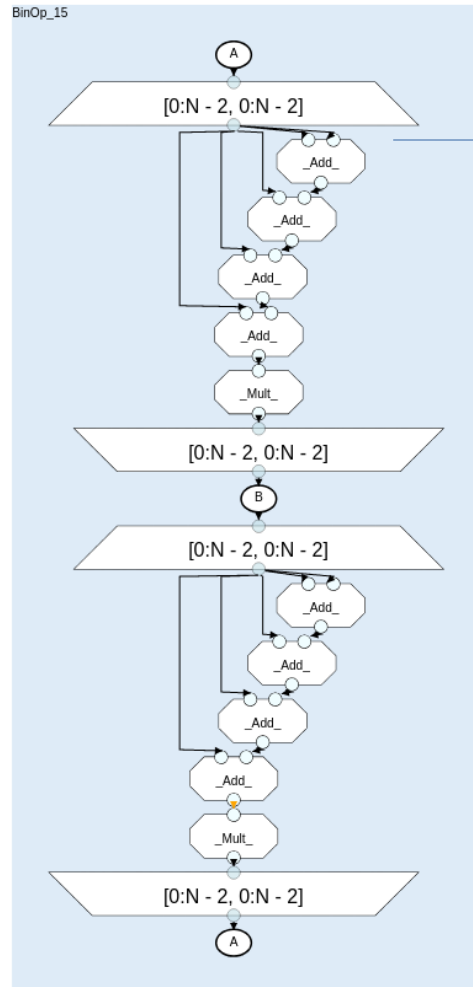 BinOp_15
A
[0:N - 2, 0:N - 2]
_Add_
_Add_
_Add_
_Add_
_Mult_
[0:N - 2, 0:N - 2]
B
[0:N - 2, 0:N - 2]
_Add_
_Add_
_Add_
_Add_
_Mult_
[0:N - 2, 0:N - 2]
A